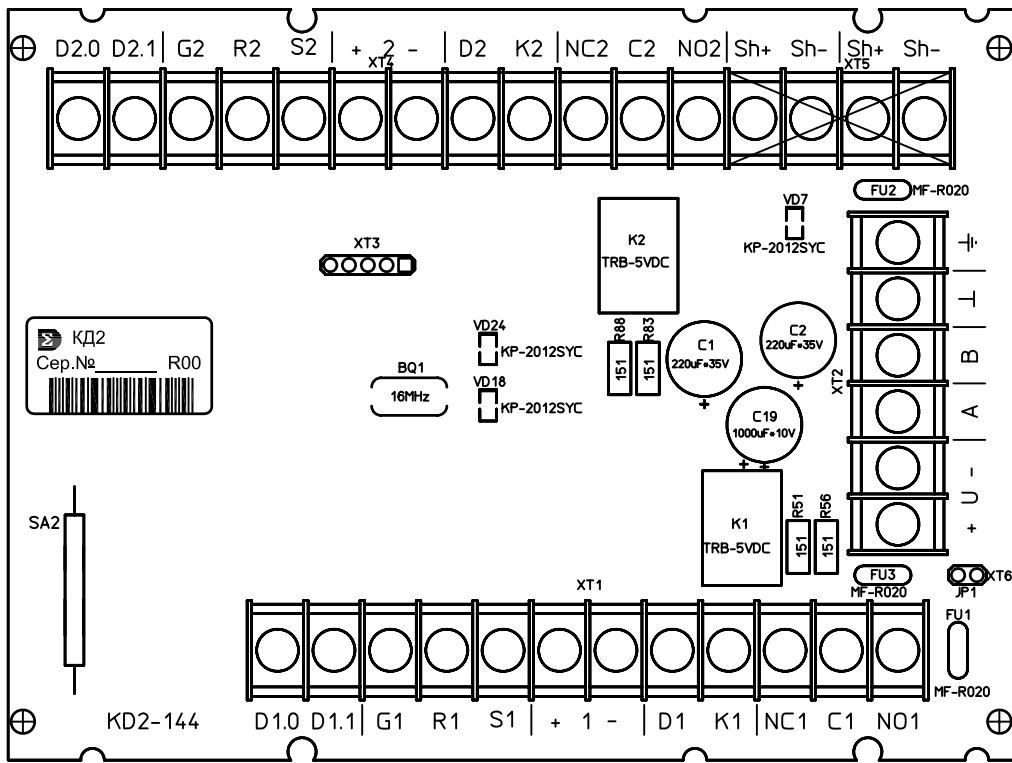 D2.0 D2.1 G2 R2 S2 + 2 - D2 K2 NC2 C2 NO2 Sh+ Sh- Sh+ Sh-
XT4 XT5
FU2 MF-R020
VD7
KP-2012SYC
K2
TRB-5VDC
XT3
КД2
Сер.№ R00
VD24
KP-2012SYC
VD18
KP-2012SYC
BQ1
16MHz
R88 R83
151 151
C1
220uF*35V
C2
220uF*35V
+
+
C19
1000uF*10V
+ +
XT2
⏚
⊥
B
A
+ U -
SA2
K1
TRB-5VDC
R51 R56
151 151
FU3
MF-R020
XT6
JP1
FU1
MF-R020
XT1
KD2-144 D1.0 D1.1 G1 R1 S1 + 1 - D1 K1 NC1 C1 NO1